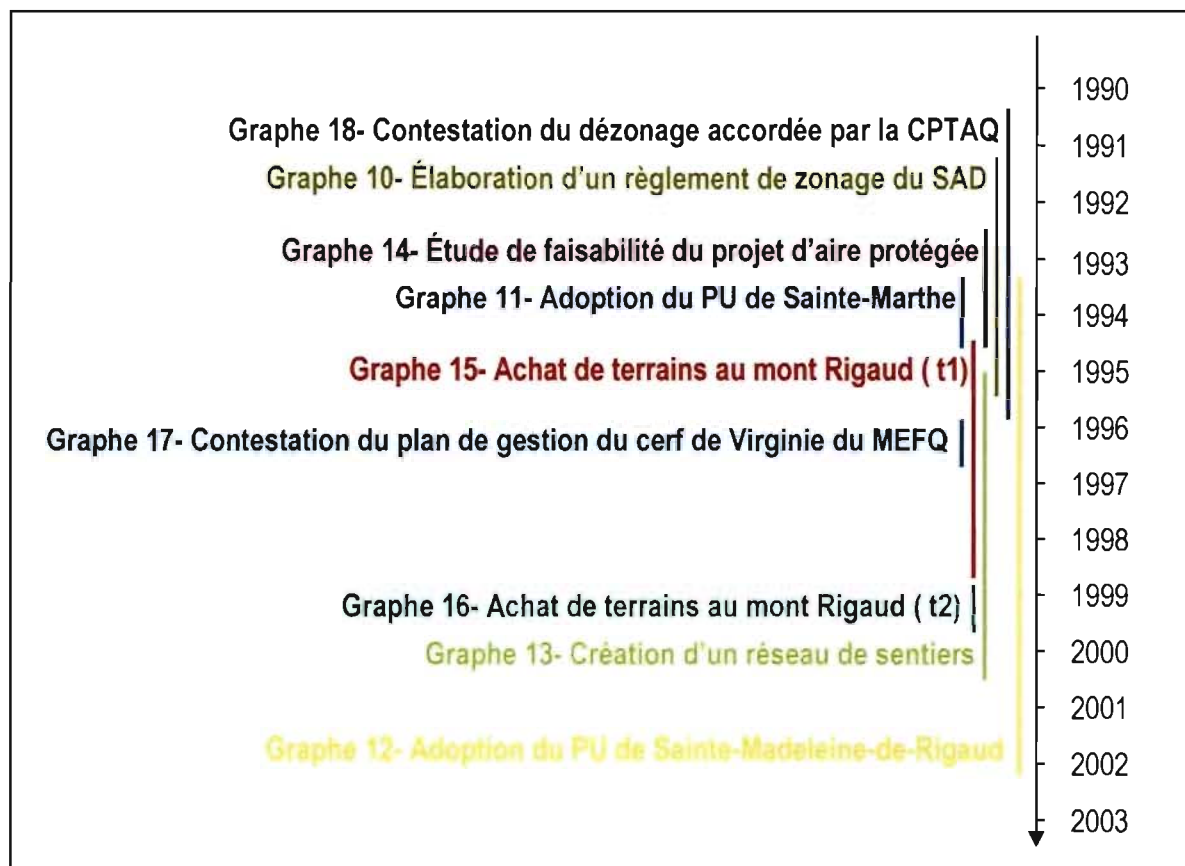 1990
Graphe 18- Contestation du dézonage accordée par la CPTAQ
1991
Graphe 10- Élaboration d'un règlement de zonage du SAD
1992
Graphe 14- Étude de faisabilité du projet d'aire protégée
1993
Graphe 11- Adoption du PU de Sainte-Marthe
1994
Graphe 15- Achat de terrains au mont Rigaud ( t1)
1995
Graphe 17- Contestation du plan de gestion du cerf de Virginie du MEFQ
1996
1997
1998
Graphe 16- Achat de terrains au mont Rigaud ( t2)
1999
Graphe 13- Création d'un réseau de sentiers
2000
2001
Graphe 12- Adoption du PU de Sainte-Madeleine-de-Rigaud
2002
2003